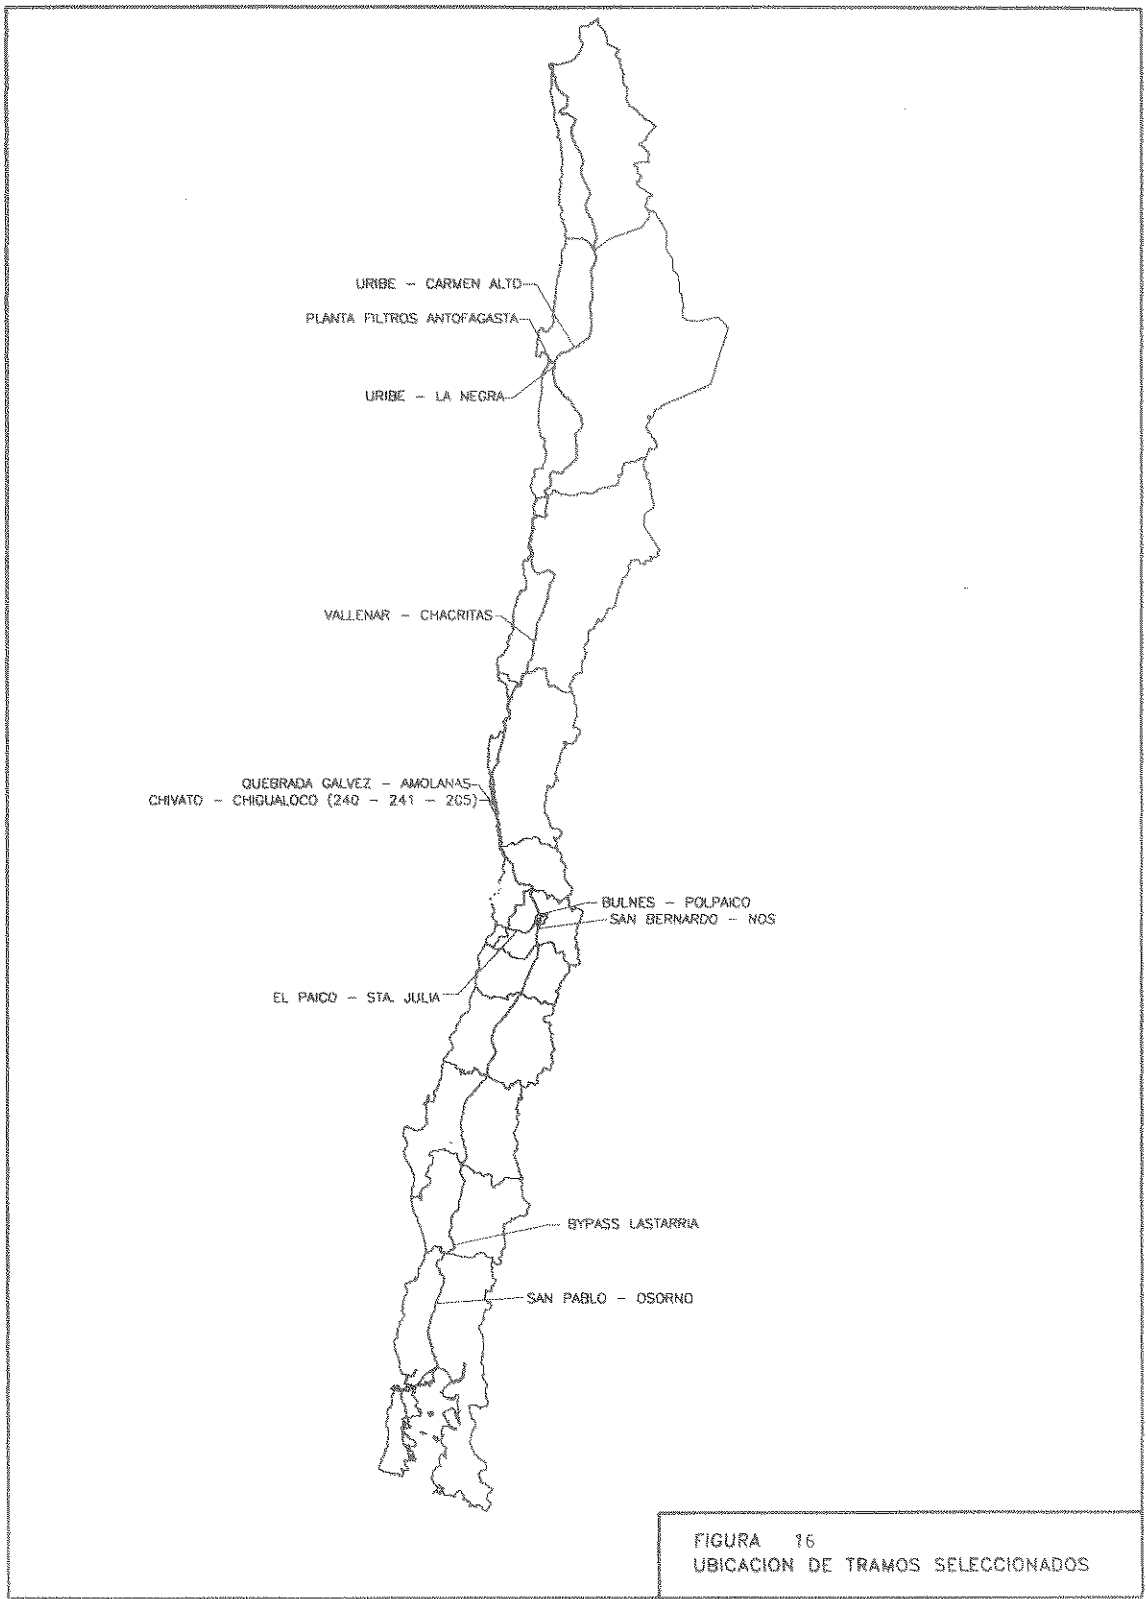 URIBE - CARMEN ALTO
PLANTA FILTROS ANTOFAGASTA
URIBE - LA NEGRA
VALLENAR - CHACRITAS
QUEBRADA GALVEZ - AMOLANAS
CHIVATO - CHIGUALOCO (240 - 241 - 205)
BULNES - POLPAICO
SAN BERNARDO - NOS
EL PAICO - STA. JULIA
BYPASS LASTARRIA
SAN PABLO - OSORNO
FIGURA 16
UBICACION DE TRAMOS SELECCIONADOS